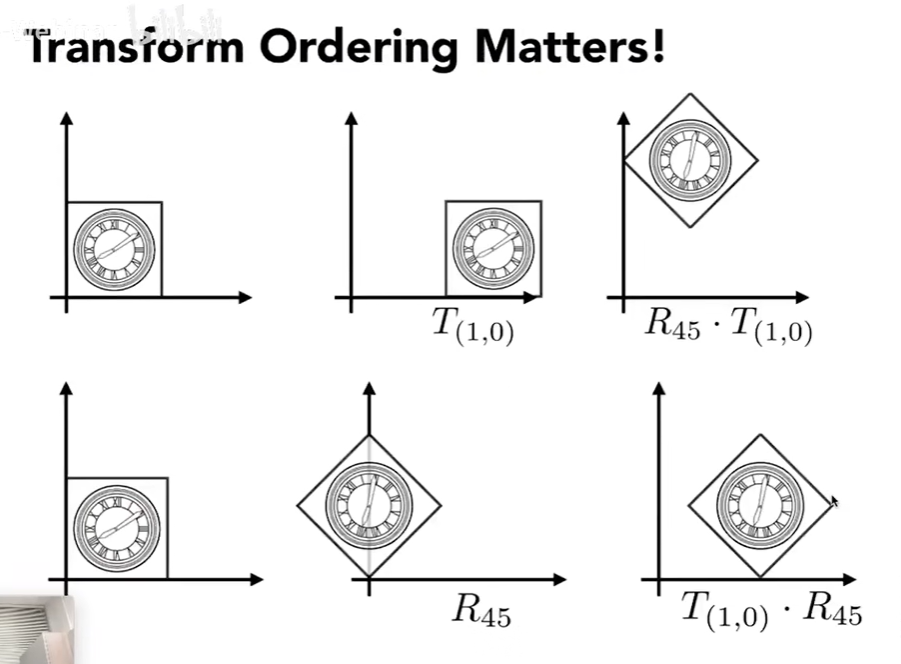 Transform Ordering Matters!
T(1,0)
R45 · T(1,0)
R45
T(1,0) · R45